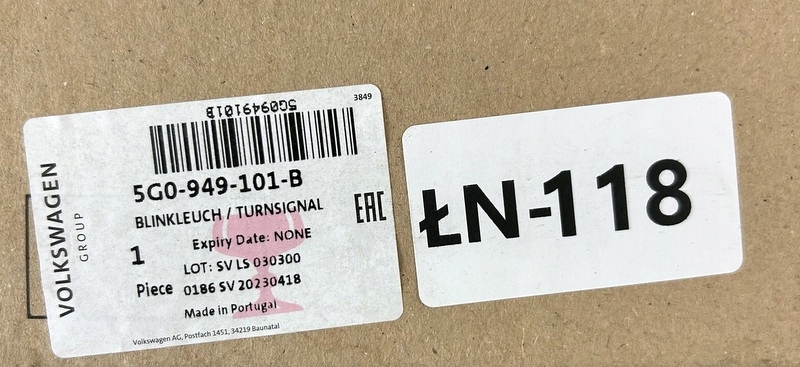 3849
5G0949101B
5G0-949-101-B
BLINKLEUCH / TURNSIGNAL
Expiry Date: NONE
1
LOT: SV LS 030300
Piece 0186 SV 20230418
Made in Portugal
Volkswagen AG, Postfach 1451, 34219 Baunatal
VOLKSWAGEN
GROUP
EAC
ŁN-118